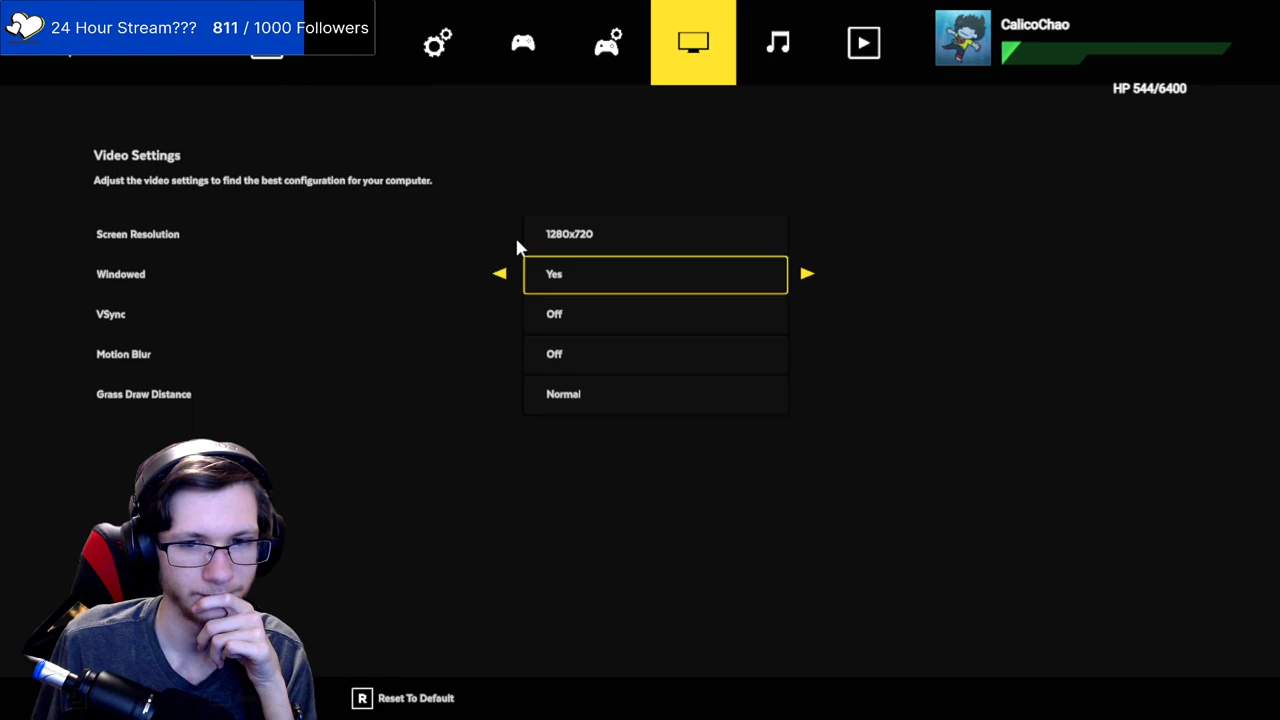 24 Hour Stream??? 811 / 1000 Followers
CalicoChao
HP 544/6400
Video Settings
Adjust the video settings to find the best configuration for your computer.
Screen Resolution 1280x720
Windowed Yes
VSync Off
Motion Blur Off
Grass Draw Distance Normal
R Reset To Default